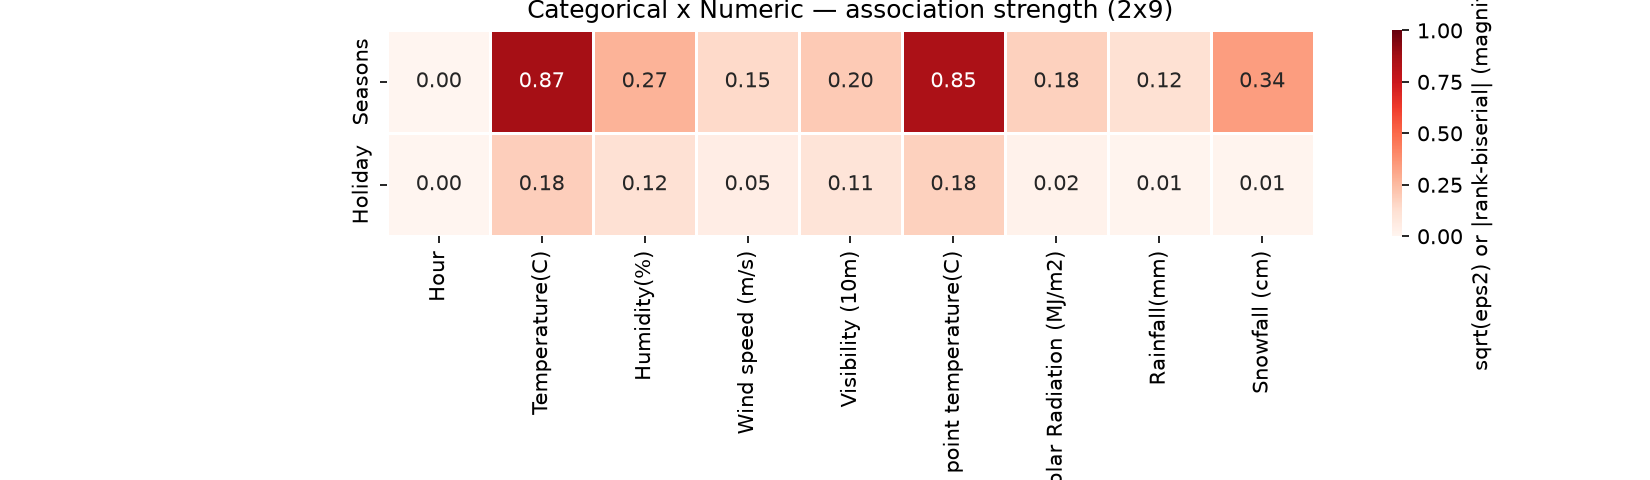 Categorical x Numeric — association strength (2x9)
Seasons
0.00 0.87 0.27 0.15 0.20 0.85 0.18 0.12 0.34
Holiday
0.00 0.18 0.12 0.05 0.11 0.18 0.02 0.01 0.01
Hour
Temperature(C)
Humidity(%)
Wind speed (m/s)
Visibility (10m)
point temperature(C)
Radiation (MJ/m2)
Rainfall(mm)
Snowfall (cm)
1.00
0.75
0.50
0.25
0.00
sqrt(eps2) or |rank-biserial|